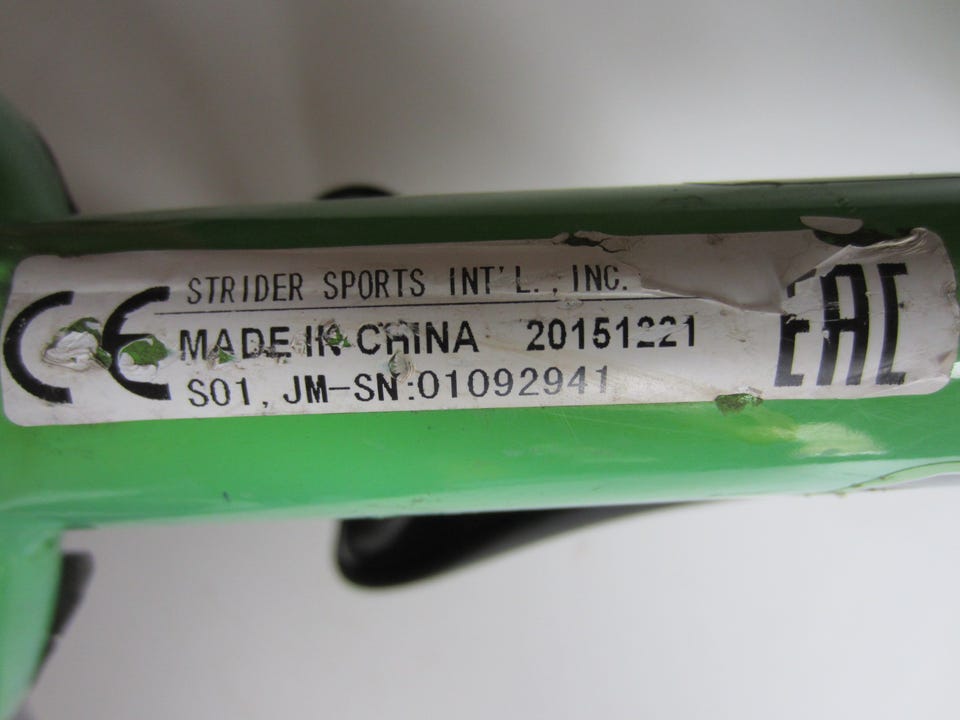 CE
STRIDER SPORTS INT'L., INC.
MADE IN CHINA 20151221
S01, JM-SN:01092941
EAC